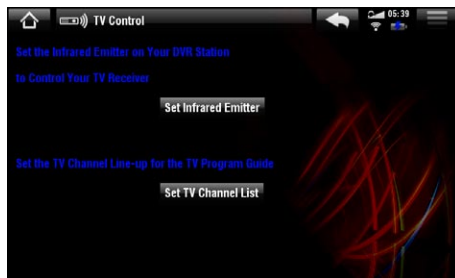 TV Control
05:39
Set the Infrared Emitter on Your DVR Station
to Control Your TV Receiver
Set Infrared Emitter
Set the TV Channel Line-up for the TV Program Guide
Set TV Channel List